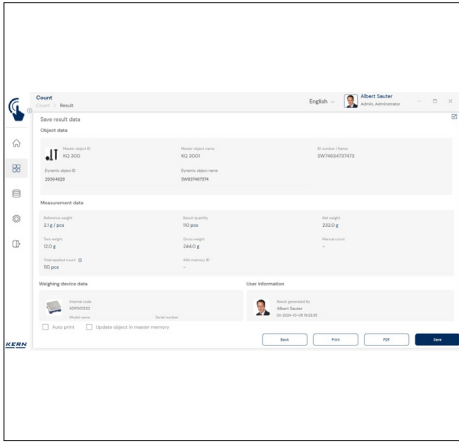 Count
Count / Result
English
Albert Sauter
Admin, Administrator
Save result data
Object data
Master object ID
KQ 300
Master object name
KQ 3001
ID number / Name
Dynamic object ID
Dynamic object name
Measurement data
Reference weight
2.1 g / pcs
Result quantity
110 pcs
Net weight
232.0 g
Tare weight
12.0 g
Gross weight
244.0 g
Manual count
-
Total applied count
110 pcs
Alibi memory ID
-
Weighing device data
User information
Internal code
Model name
Serial number
Result generated by
Albert Sauter
Auto print
Update object in master memory
Back
Print
PDF
Save
KERN